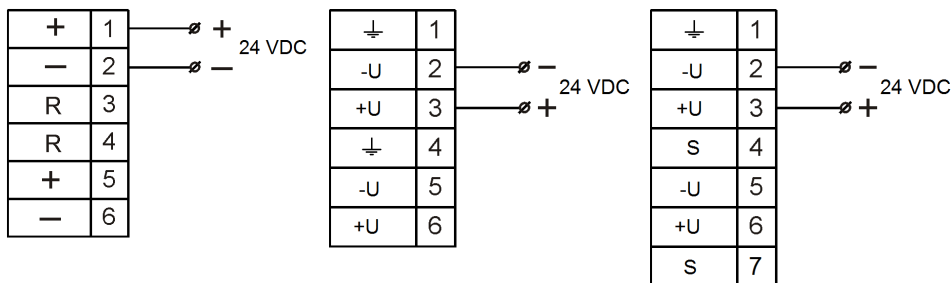 + 1 +
24 VDC
— 2 —
R 3
R 4
+ 5
— 6
⏚ 1
-U 2 —
24 VDC
+U 3 +
⏚ 4
-U 5
+U 6
⏚ 1
-U 2 —
24 VDC
+U 3 +
S 4
-U 5
+U 6
S 7